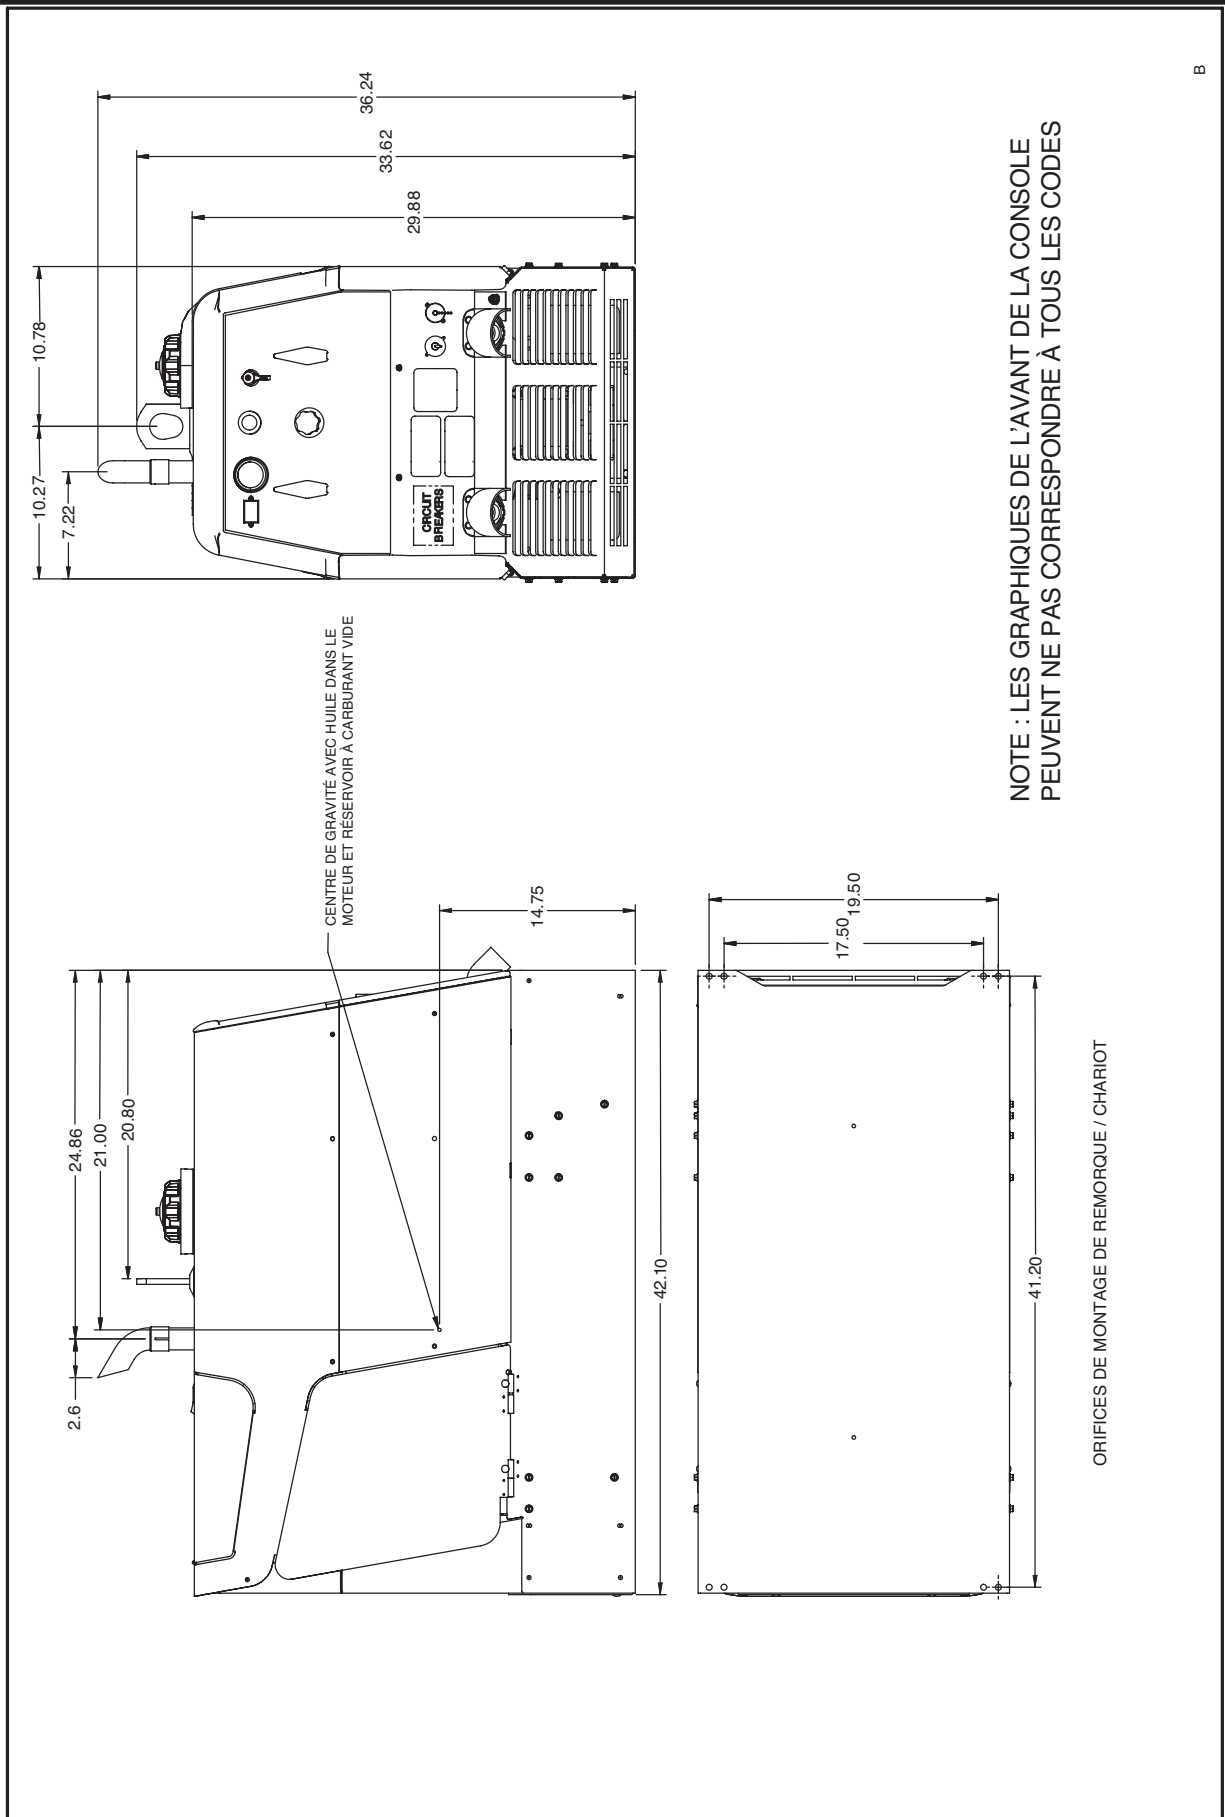 36.24
33.62
29.88
10.78
10.27
7.22
CIRCUIT
BREAKERS
CENTRE DE GRAVITÉ AVEC HUILE DANS LE
MOTEUR ET RÉSERVOIR À CARBURANT VIDE
14.75
24.86
21.00
20.80
2.6
42.10
19.50
17.50
41.20
ORIFICES DE MONTAGE DE REMORQUE / CHARIOT
NOTE : LES GRAPHIQUES DE L'AVANT DE LA CONSOLE
PEUVENT NE PAS CORRESPONDRE À TOUS LES CODES
B